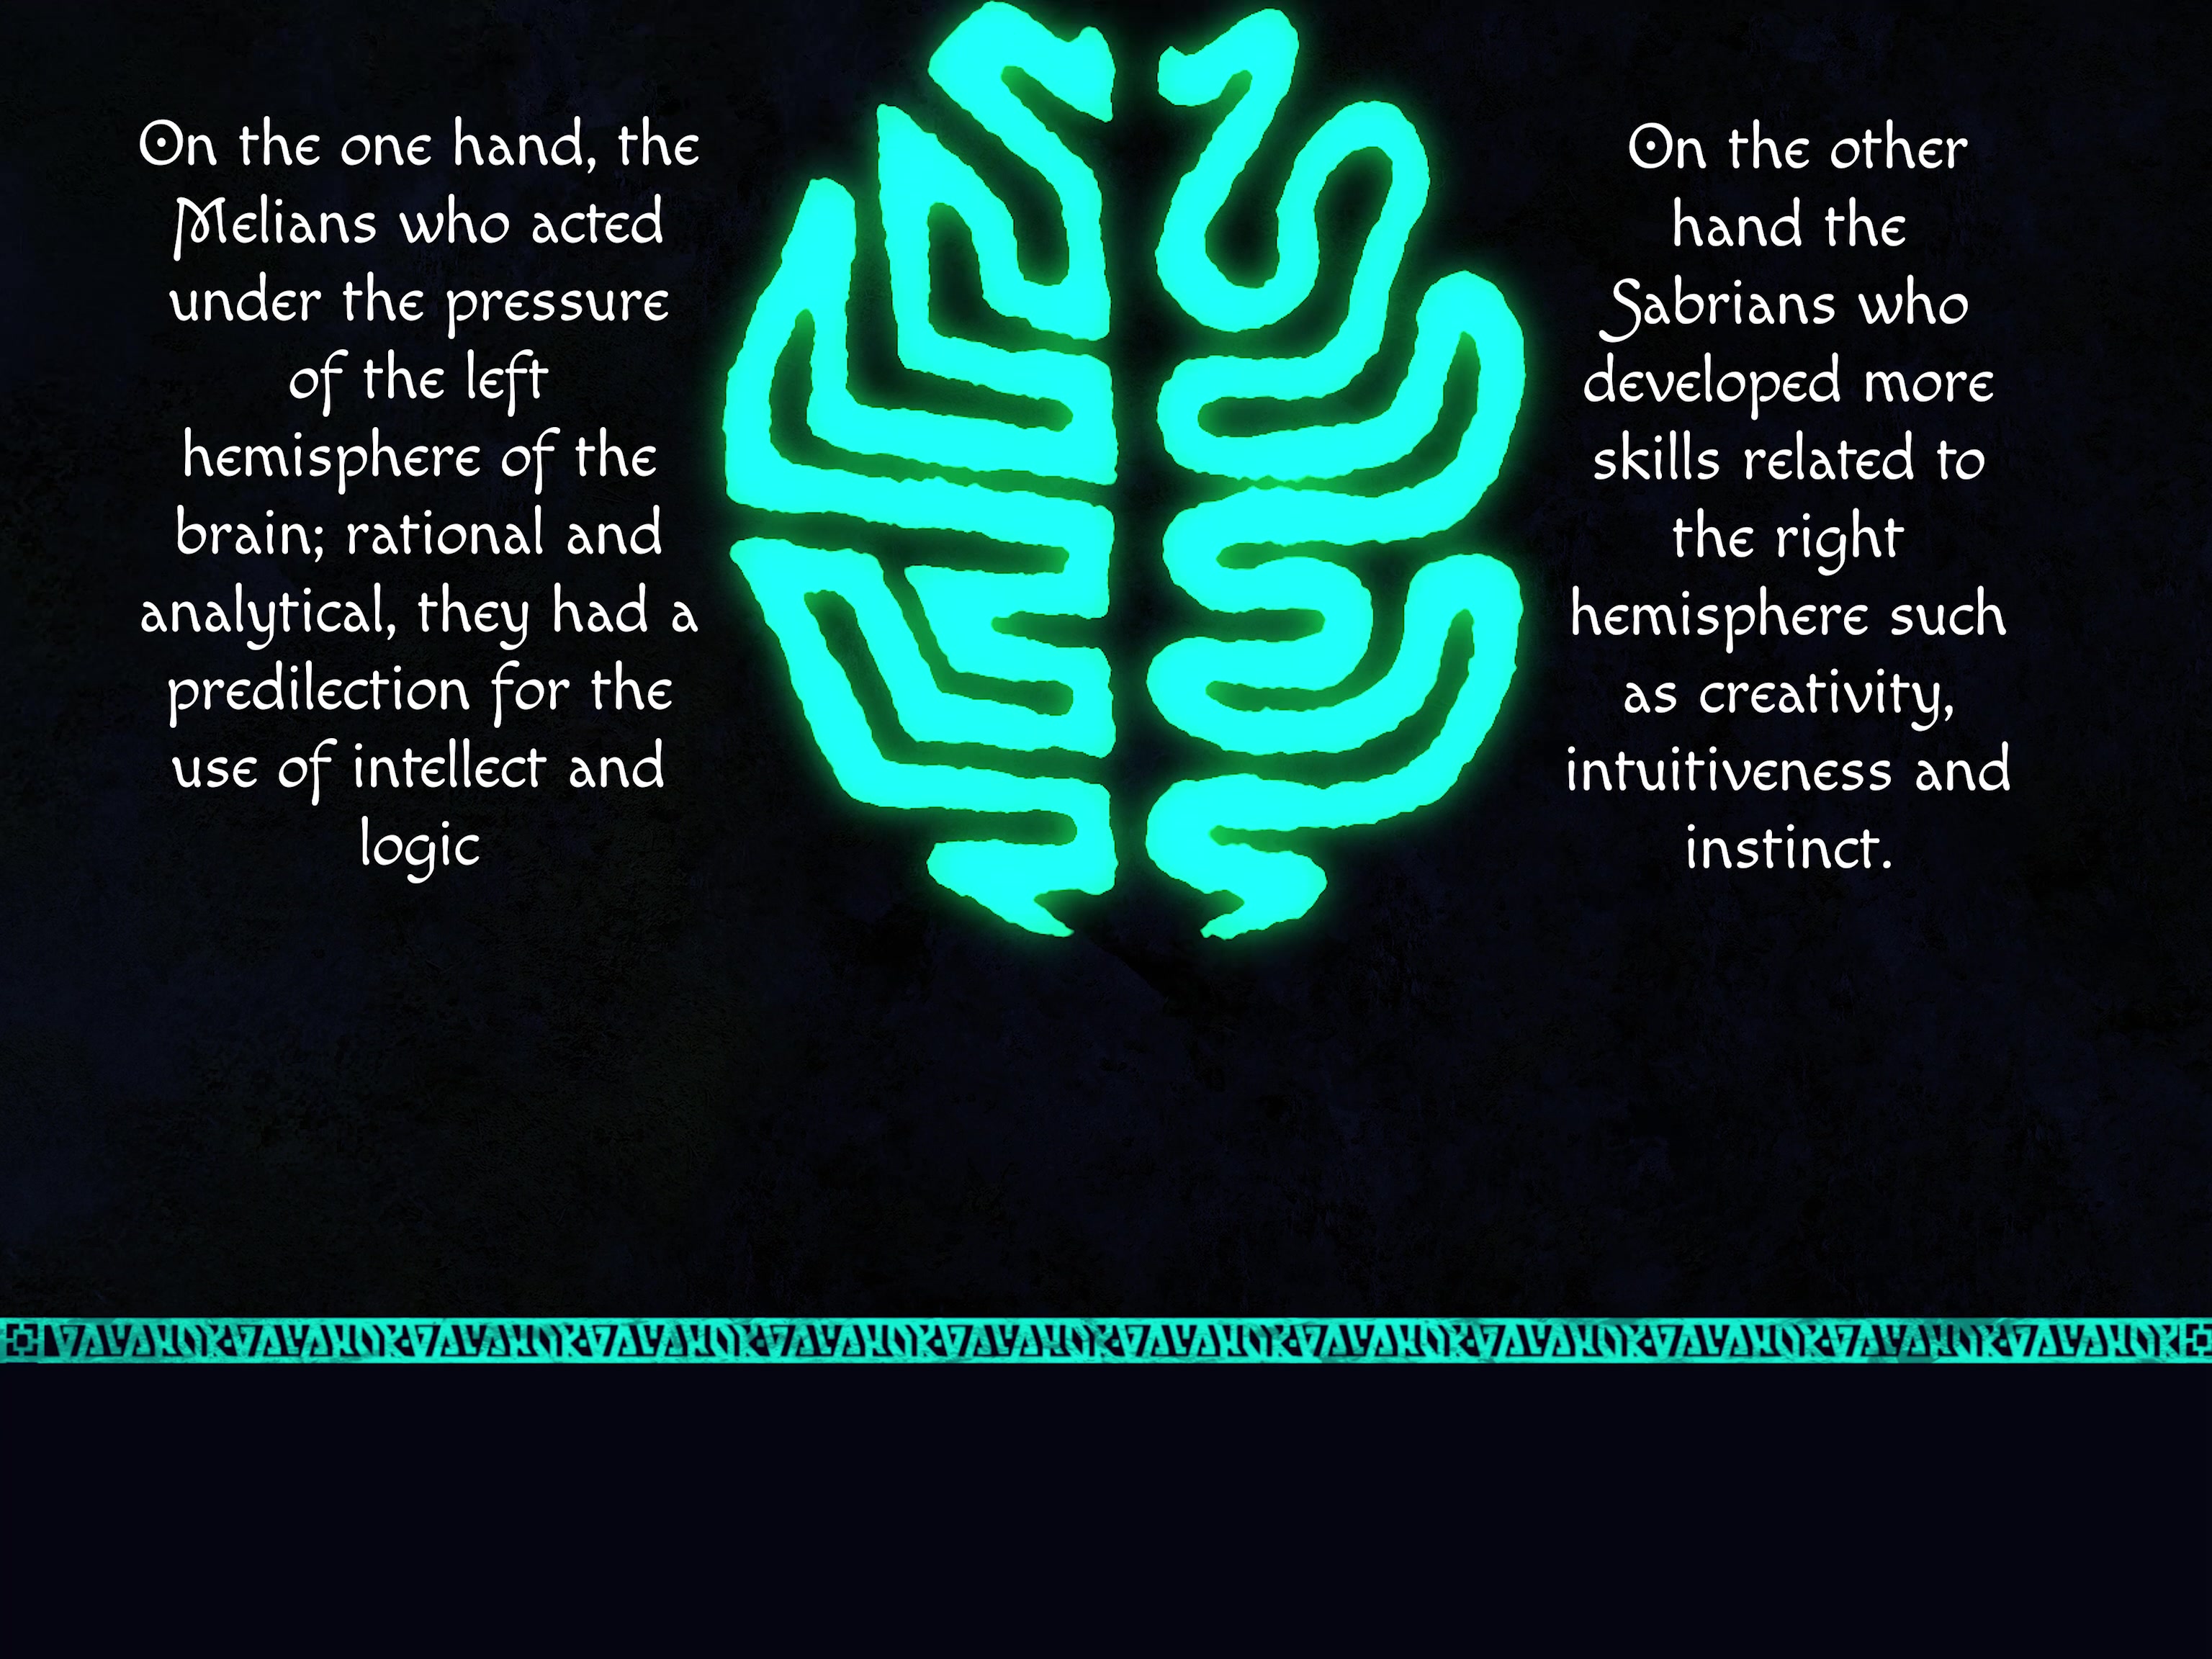 On the one hand, the
Melians who acted
under the pressure
of the left
hemisphere of the
brain; rational and
analytical, they had a
predilection for the
use of intellect and
logic
On the other
hand the
Sabrians who
developed more
skills related to
the right
hemisphere such
as creativity,
intuitiveness and
instinct.